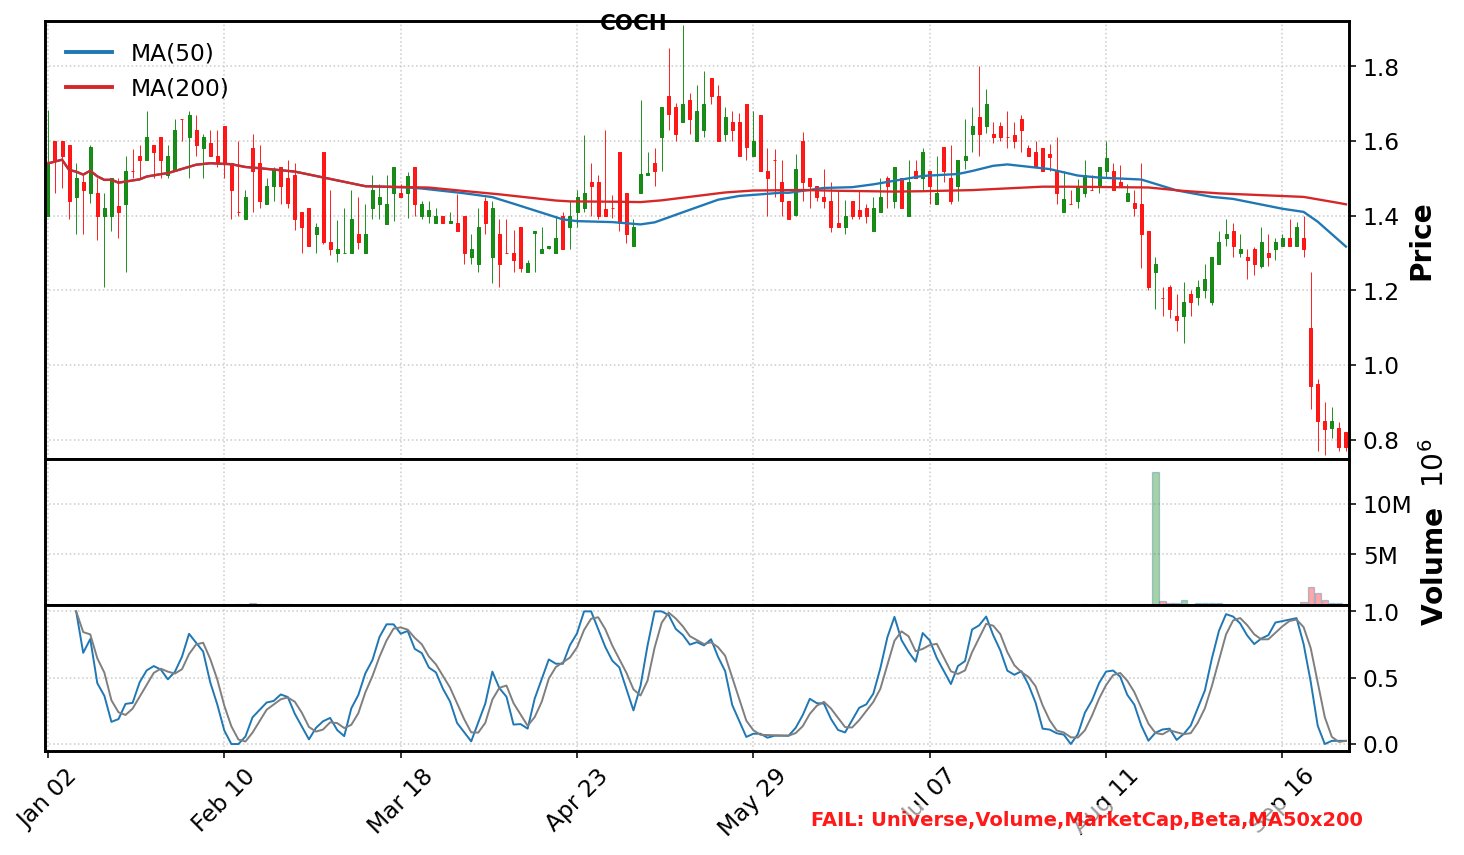 COCH
MA(50)
MA(200)
1.8
1.6
1.4
1.2
1.0
0.8
Price
10M
5M
Volume 10^6
1.0
0.5
0.0
Jan 02
Feb 10
Mar 18
Apr 23
May 29
Jul 07
Aug 11
Sep 16
FAIL: Universe,Volume,MarketCap,Beta,MA50x200